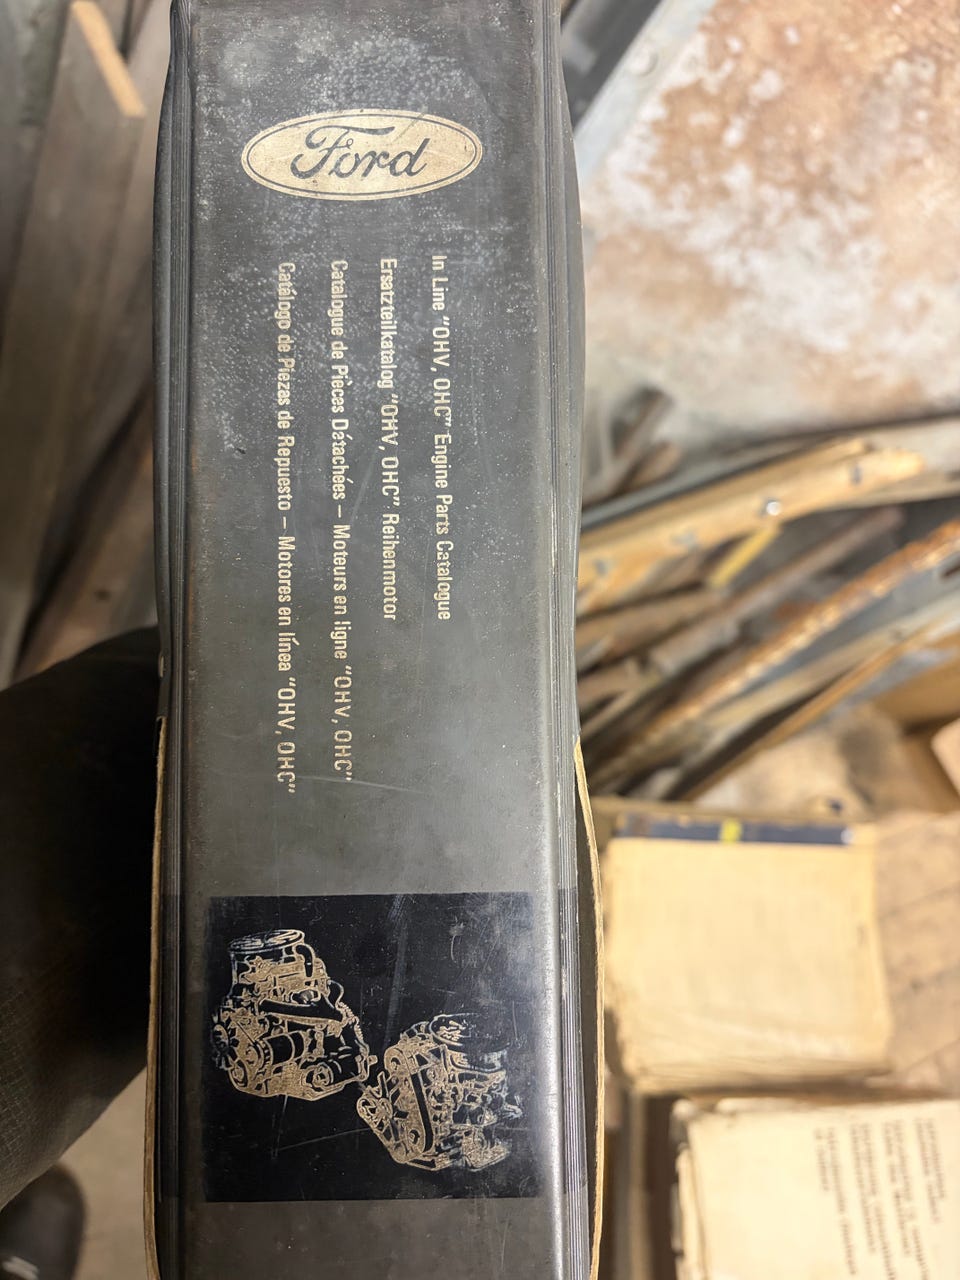 Ford
In Line "OHV, OHC" Engine Parts Catalogue
Ersatzteilkatalog "OHV, OHC" Reihenmotor
Catalogue de Pièces Détachées – Moteurs en ligne "OHV, OHC"
Catálogo de Piezas de Repuesto – Motores en línea "OHV, OHC"